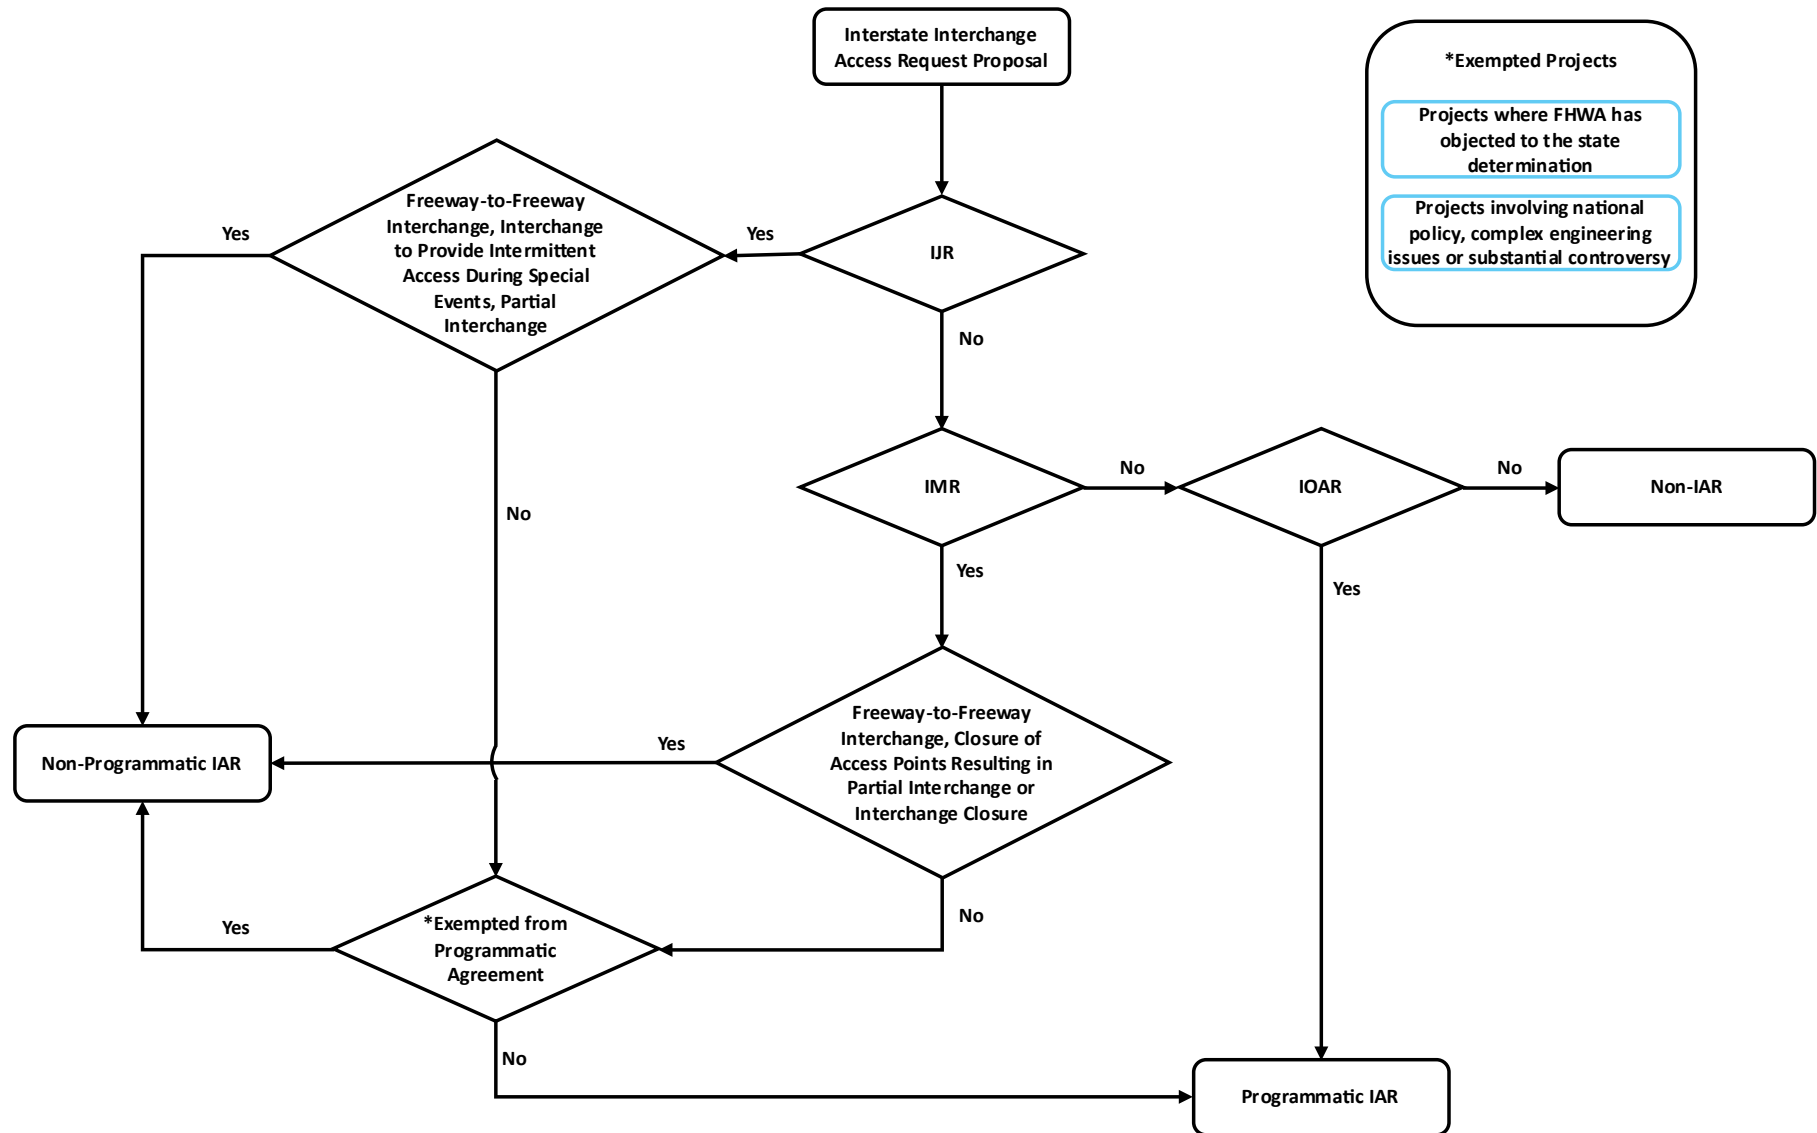 Interstate Interchange
Access Request Proposal
*Exempted Projects
Projects where FHWA has
objected to the state
determination
Projects involving national
policy, complex engineering
issues or substantial controversy
Freeway-to-Freeway
Interchange, Interchange
to Provide Intermittent
Access During Special
Events, Partial
Interchange
Yes
Yes
IJR
No
No
IMR
No
IOAR
No
Non-IAR
Yes
Yes
Freeway-to-Freeway
Interchange, Closure of
Access Points Resulting in
Partial Interchange or
Interchange Closure
Yes
Non-Programmatic IAR
No
*Exempted from
Programmatic
Agreement
Yes
No
Programmatic IAR